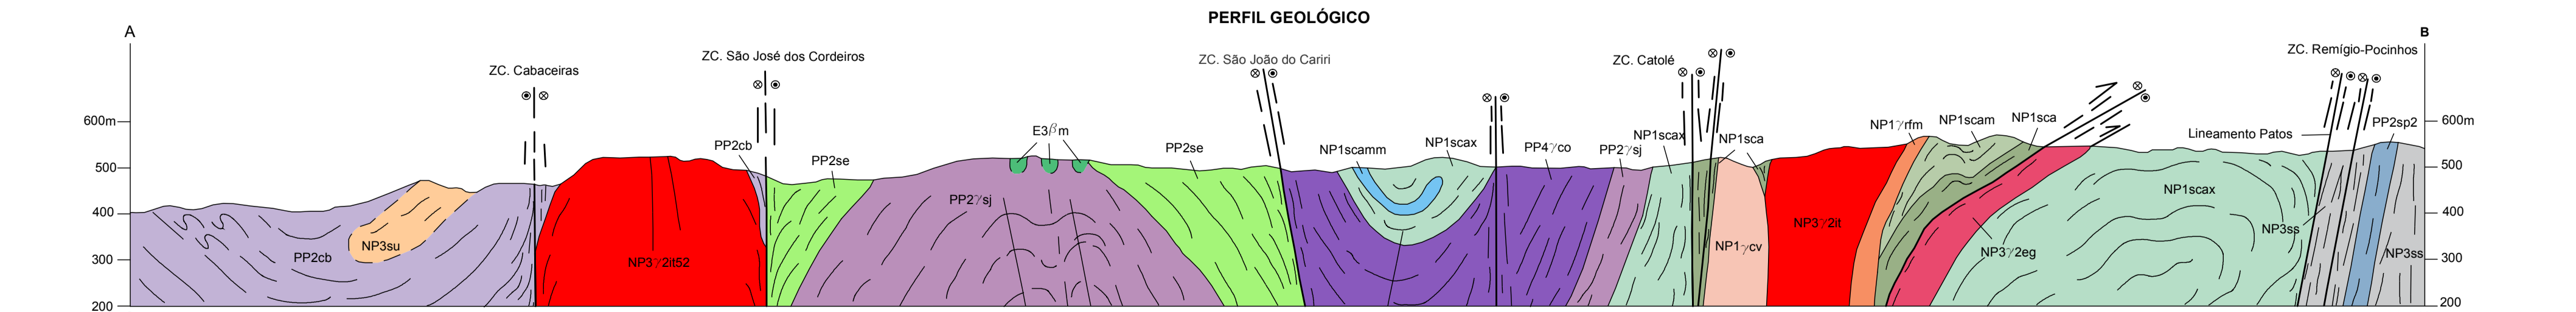 PERFIL GEOLÓGICO
A
B
ZC. Cabaceiras
ZC. São José dos Cordeiros
ZC. São João do Cariri
ZC. Catolé
ZC. Remígio-Pocinhos
600m
500
400
300
200
600m
500
400
300
200
PP2cb
NP3su
NP3γ2it52
PP2cb
PP2se
PP2γsj
E3βm
PP2se
NP1scamm
NP1scax
PP4γco
PP2γsj
NP1scax
NP1sca
NP1γcv
NP3γ2it
NP1γrfm
NP1scam
NP1sca
NP3γ2eg
NP1scax
Lineamento Patos
NP3ss
PP2sp2
NP3ss